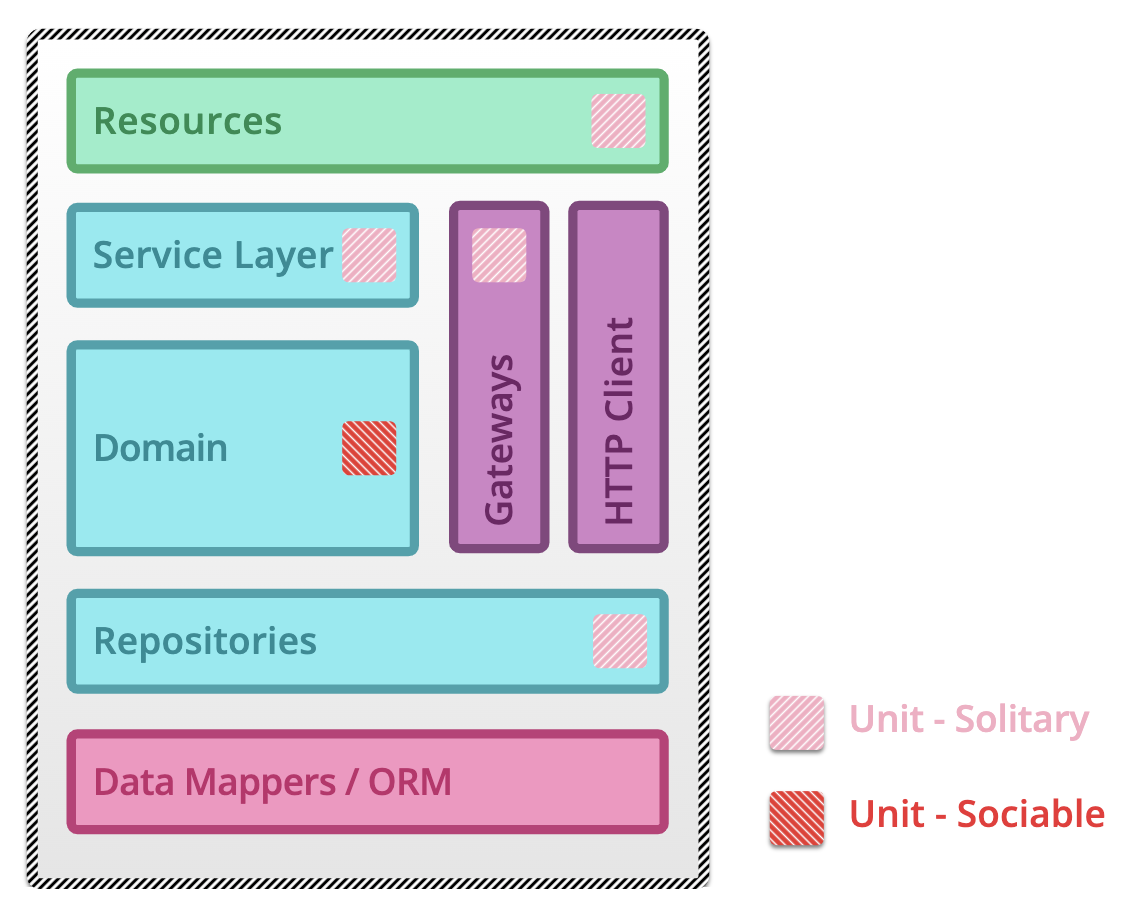 Resources
Service Layer
Gateways
HTTP Client
Domain
Repositories
Data Mappers / ORM
Unit - Solitary
Unit - Sociable